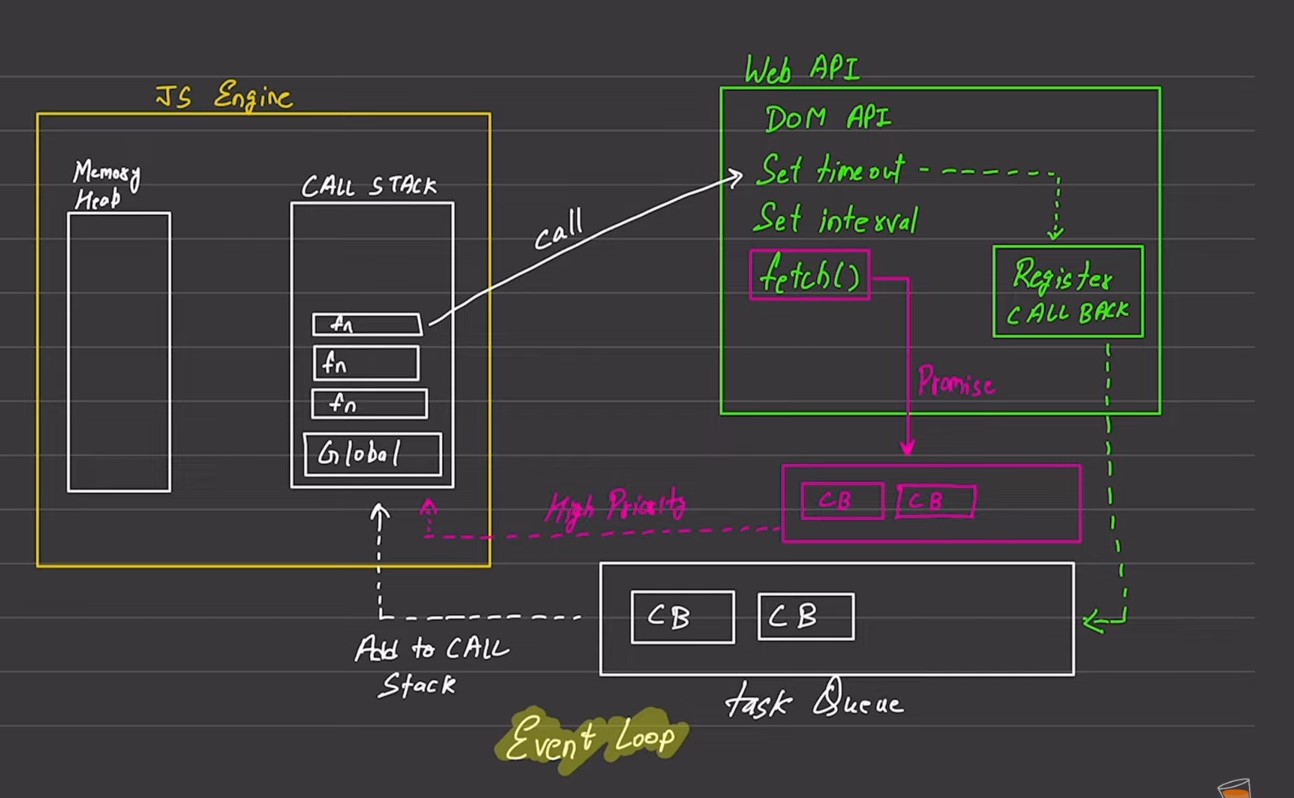 JS Engine
Memory
Heap
CALL STACK
fn
fn
fn
Global
call
Web API
DOM API
Set timeout
Set interval
fetch()
Register
CALL BACK
Promise
CB CB
High Priority
CB CB
Add to CALL
Stack
task Queue
Event Loop